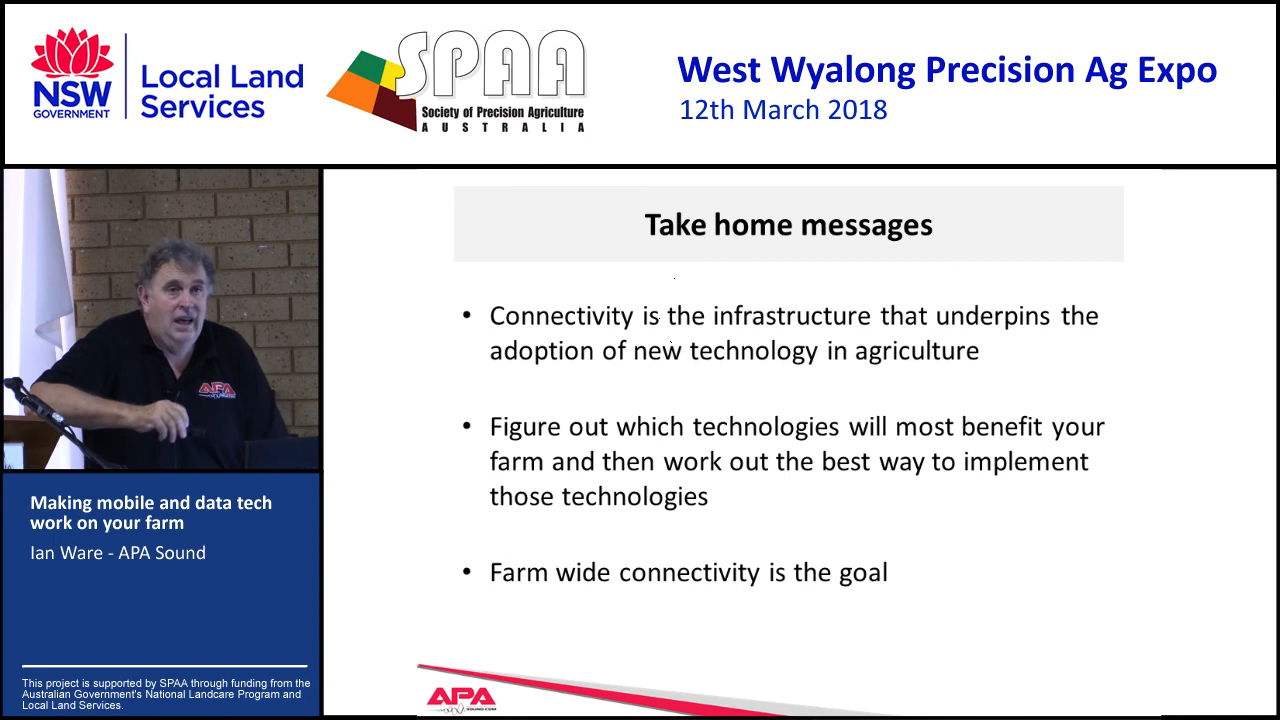 NSW
GOVERNMENT
Local Land
Services
SPAA
Society of Precision Agriculture
AUSTRALIA
West Wyalong Precision Ag Expo
12th March 2018
APA
Making mobile and data tech
work on your farm
Ian Ware - APA Sound
This project is supported by SPAA through funding from the
Australian Government's National Landcare Program and
Local Land Services.
Take home messages
• Connectivity is the infrastructure that underpins the
adoption of new technology in agriculture
• Figure out which technologies will most benefit your
farm and then work out the best way to implement
those technologies
• Farm wide connectivity is the goal
APA
SOUND.COM